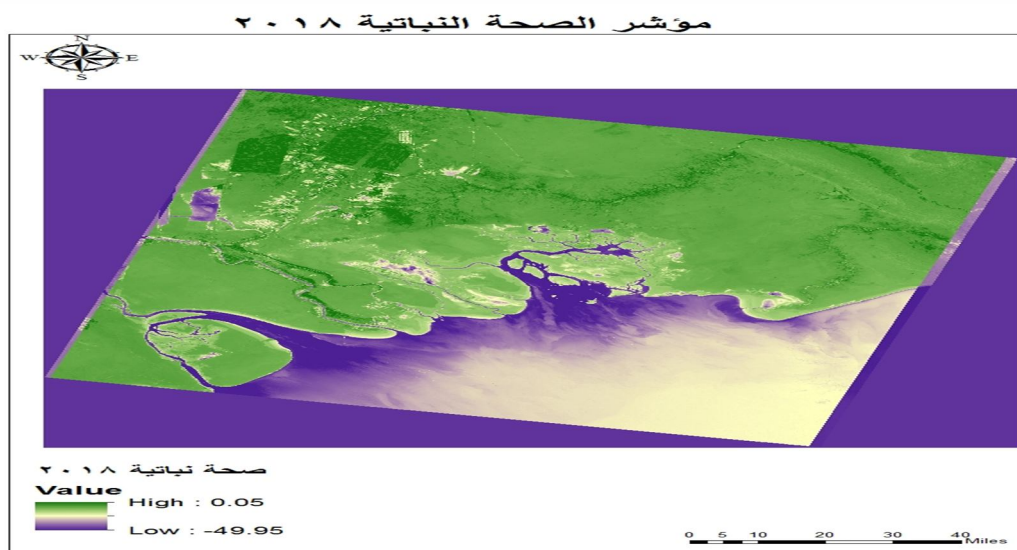 مؤشر الصحة النباتية ٢٠١٨
N
W E
S
صحة نباتية ٢٠١٨
Value
High : 0.05
Low : -49.95
0 5 10 20 30 40
Miles